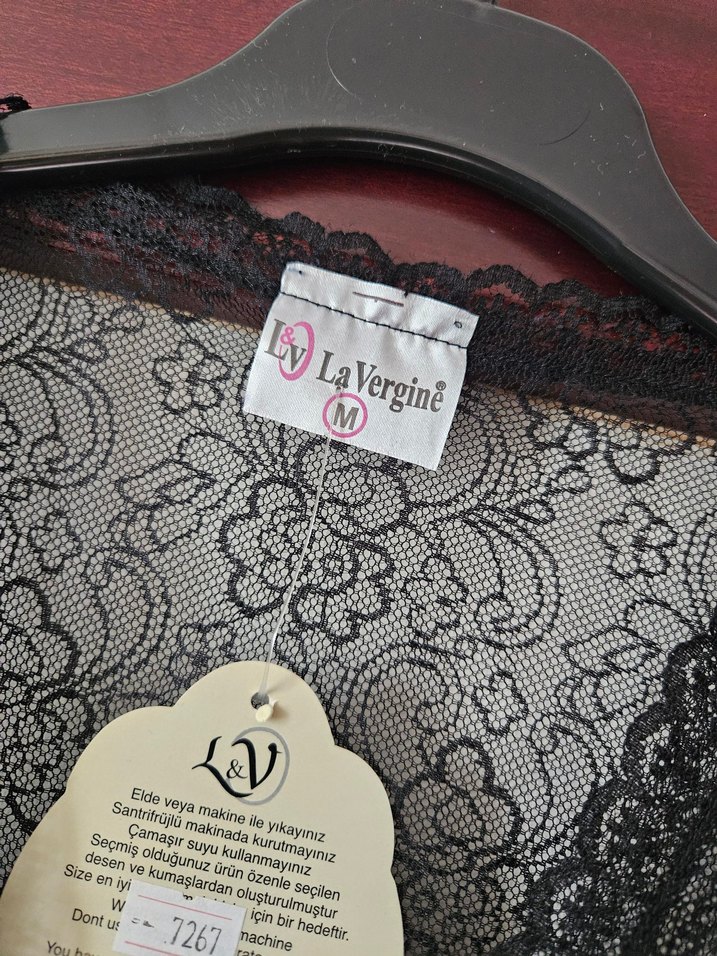 L&V La Vergine®
M
L&V
Elde veya makine ile yıkayınız
Santrifrüjlü makinada kurutmayınız
Çamaşır suyu kullanmayınız
Seçmiş olduğunuz ürün özenle seçilen
desen ve kumaşlardan oluşturulmuştur
Size en iyi için bir hedeftir.
7267
Dont machine
You